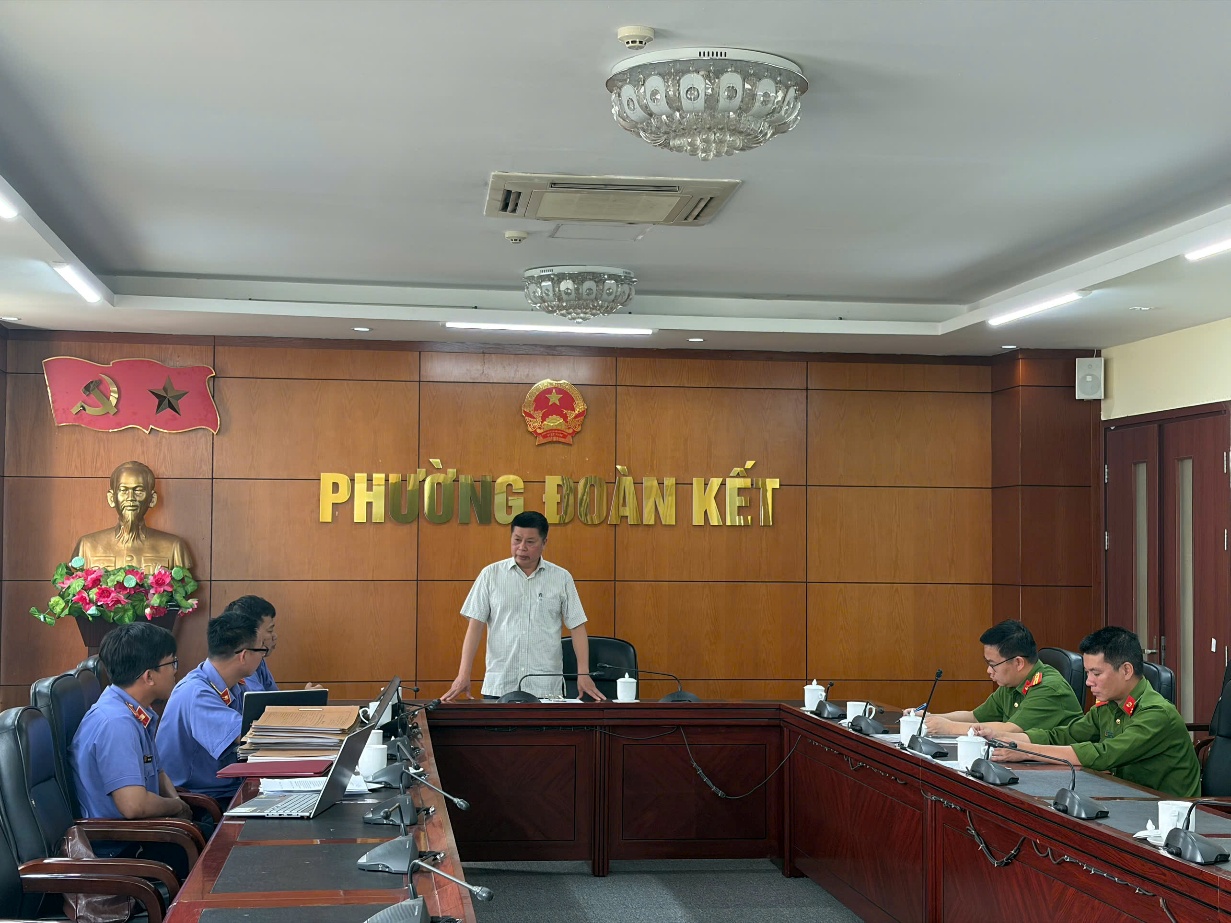 PHƯỜNG ĐOÀN KẾT